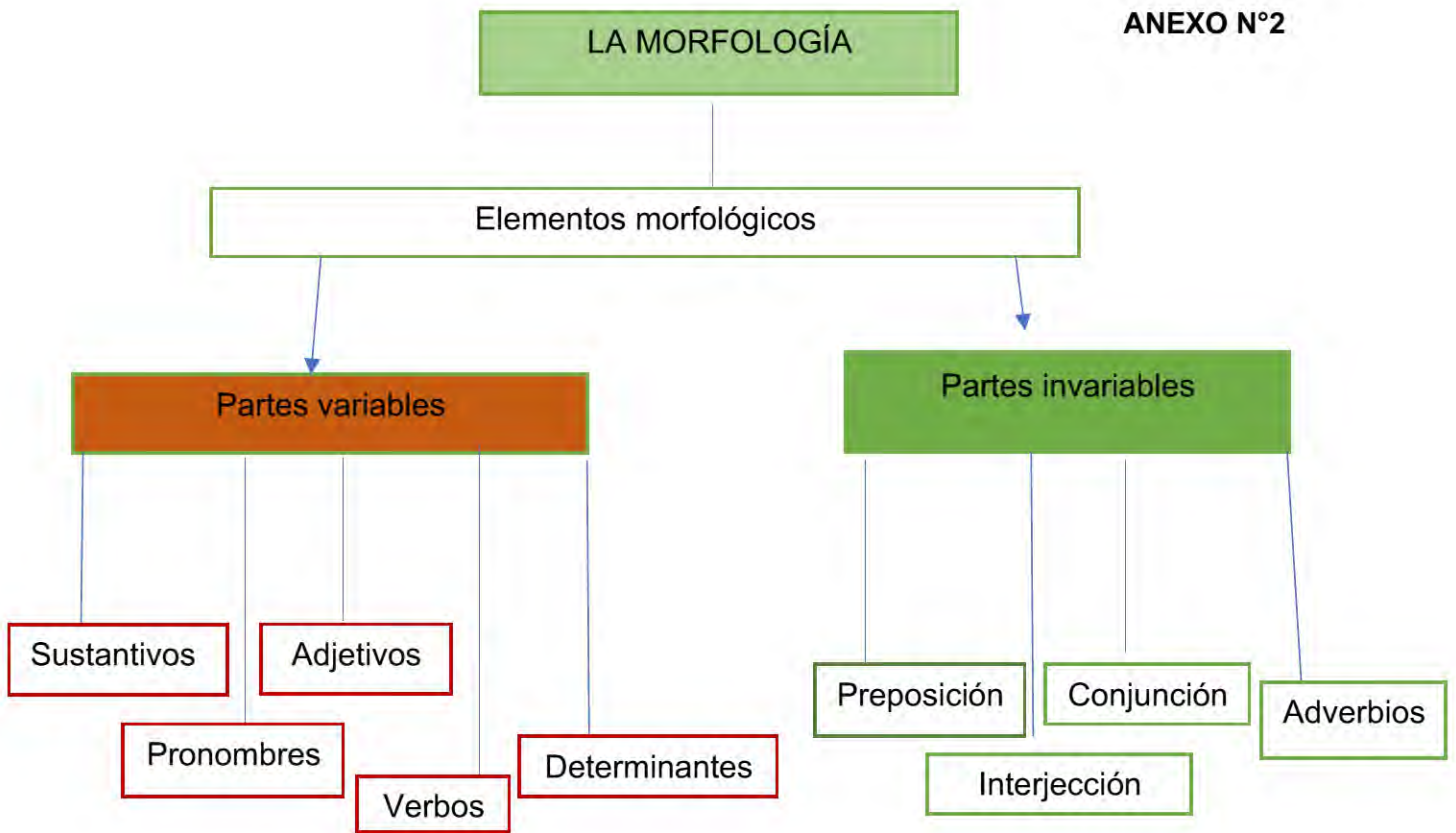 ANEXO N°2
LA MORFOLOGÍA
Elementos morfológicos
Partes variables
Partes invariables
Sustantivos
Adjetivos
Pronombres
Verbos
Determinantes
Preposición
Conjunción
Adverbios
Interjección